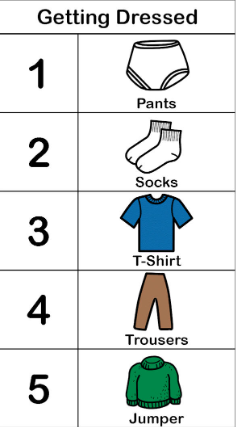 Getting Dressed
1
Pants
2
Socks
3
T-Shirt
4
Trousers
5
Jumper